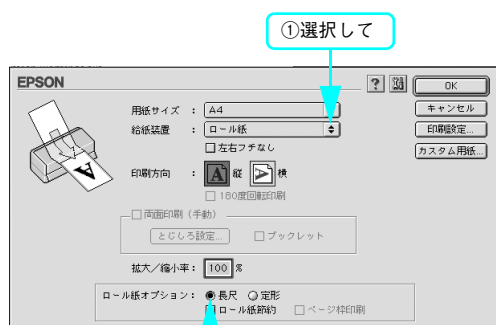 ①選択して
EPSON
?
OK
用紙サイズ : A4
キャンセル
給紙装置 : ロール紙
印刷設定...
左右フチなし
カスタム用紙...
印刷方向 : A 縦 A 横
180度回転印刷
両面印刷（手動）
とじしろ設定... ブックレット
拡大／縮小率： 100 %
ロール紙オプション： 長尺 定形
ロール紙節約 ページ枠印刷